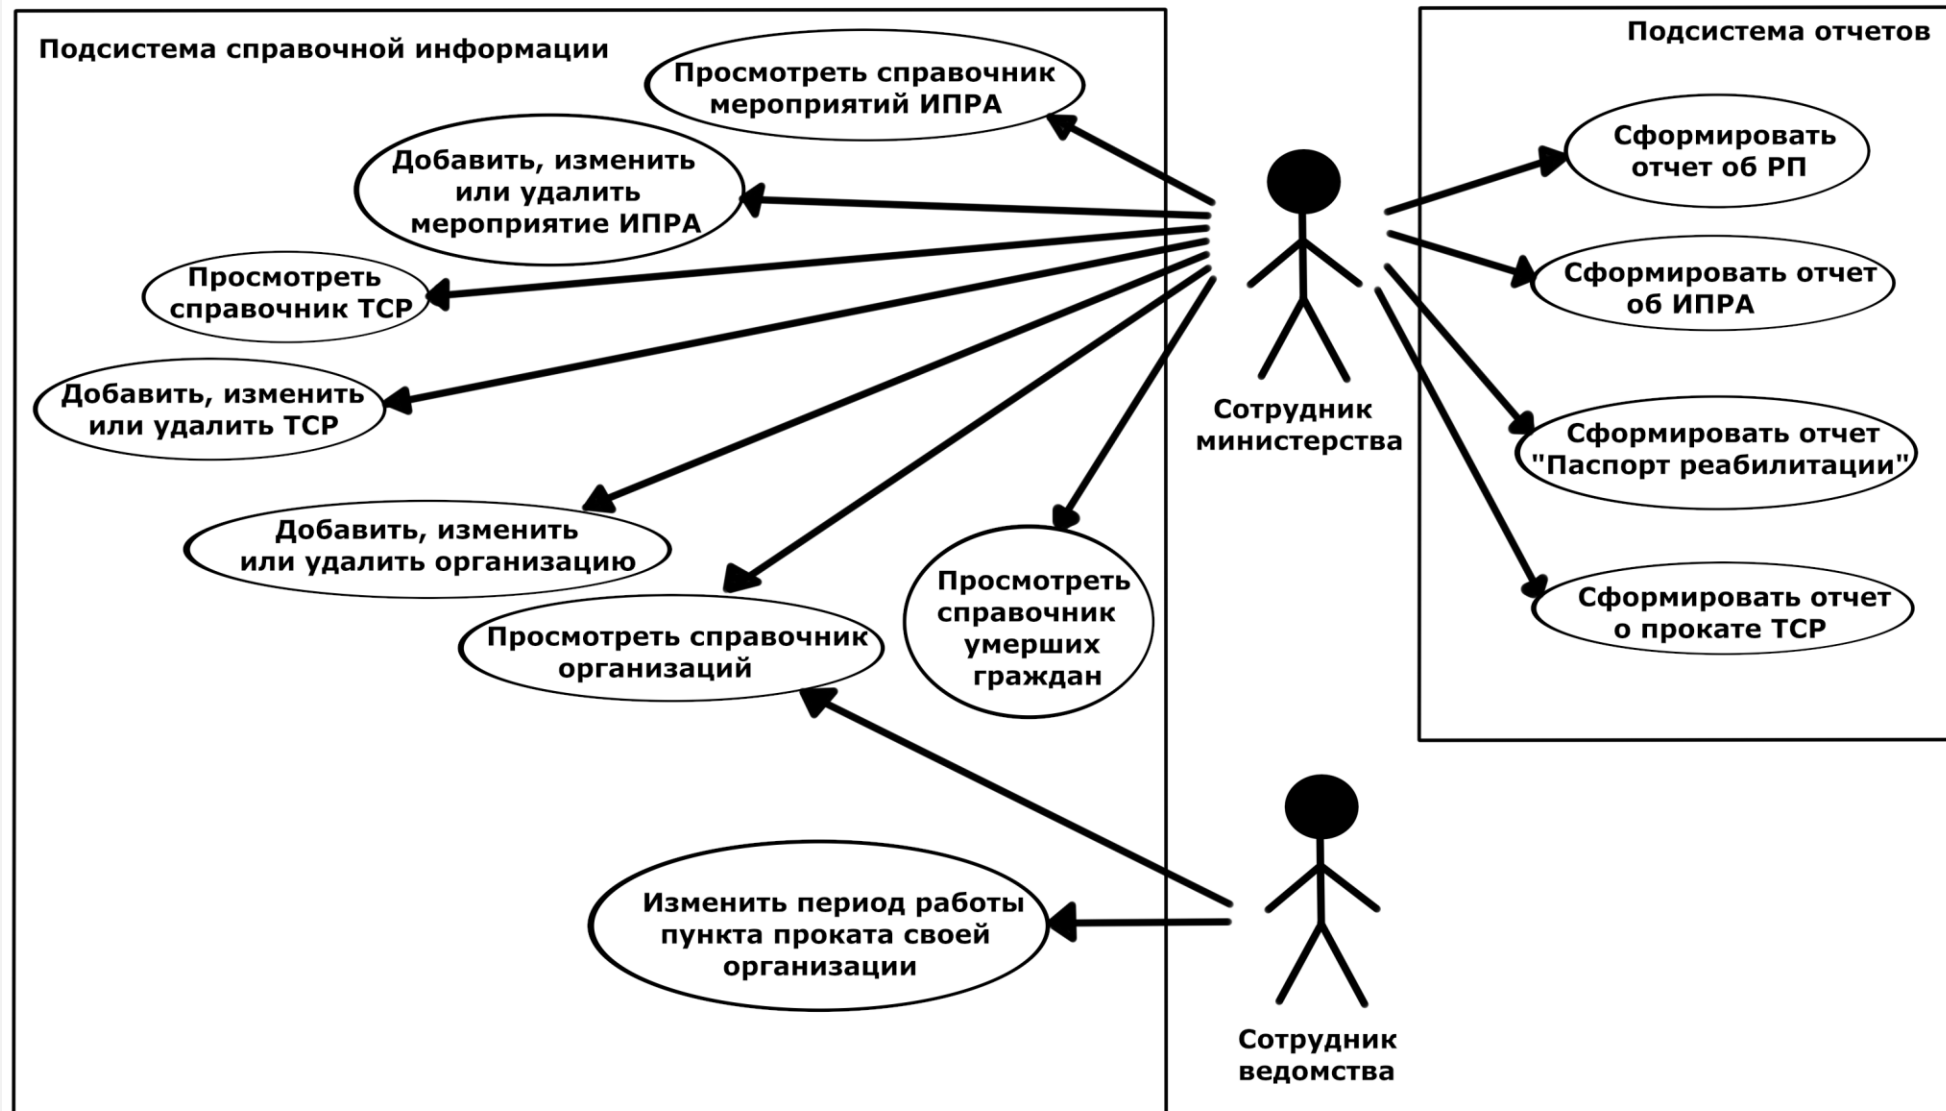 Подсистема справочной информации
Просмотреть справочник
мероприятий ИПРА
Добавить, изменить
или удалить
мероприятие ИПРА
Просмотреть
справочник ТСР
Добавить, изменить
или удалить ТСР
Добавить, изменить
или удалить организацию
Просмотреть справочник
организаций
Просмотреть
справочник
умерших
граждан
Изменить период работы
пункта проката своей
организации
Сотрудник
министерства
Сотрудник
ведомства
Подсистема отчетов
Сформировать
отчет об РП
Сформировать отчет
об ИПРА
Сформировать отчет
"Паспорт реабилитации"
Сформировать отчет
о прокате ТСР